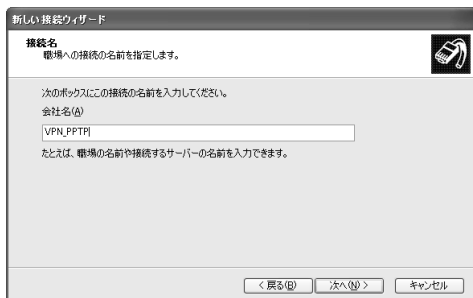 新しい接続ウィザード
接続名
職場への接続の名前を指定します。
次のボックスにこの接続の名前を入力してください。
会社名(A)
VPN_PPTP
たとえば、職場の名前や接続するサーバーの名前を入力できます。
< 戻る(B)
次へ(N) >
キャンセル